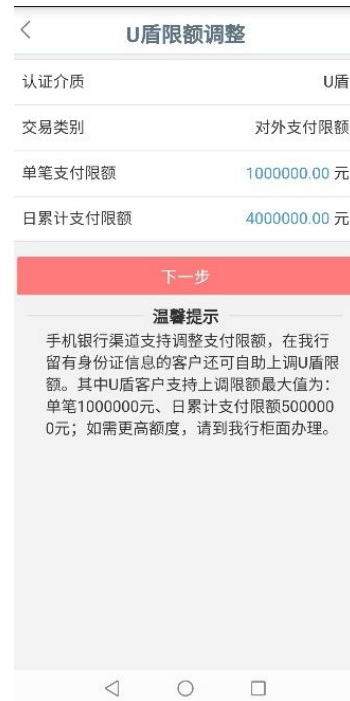 U盾限额调整
认证介质 U盾
交易类别 对外支付限额
单笔支付限额 1000000.00 元
日累计支付限额 4000000.00 元
下一步
温馨提示
手机银行渠道支持调整支付限额，在我行
留有身份证信息的客户还可自助上调U盾限
额。其中U盾客户支持上调限额最大值为：
单笔1000000元、日累计支付限额500000
0元；如需更高额度，请到我行柜面办理。